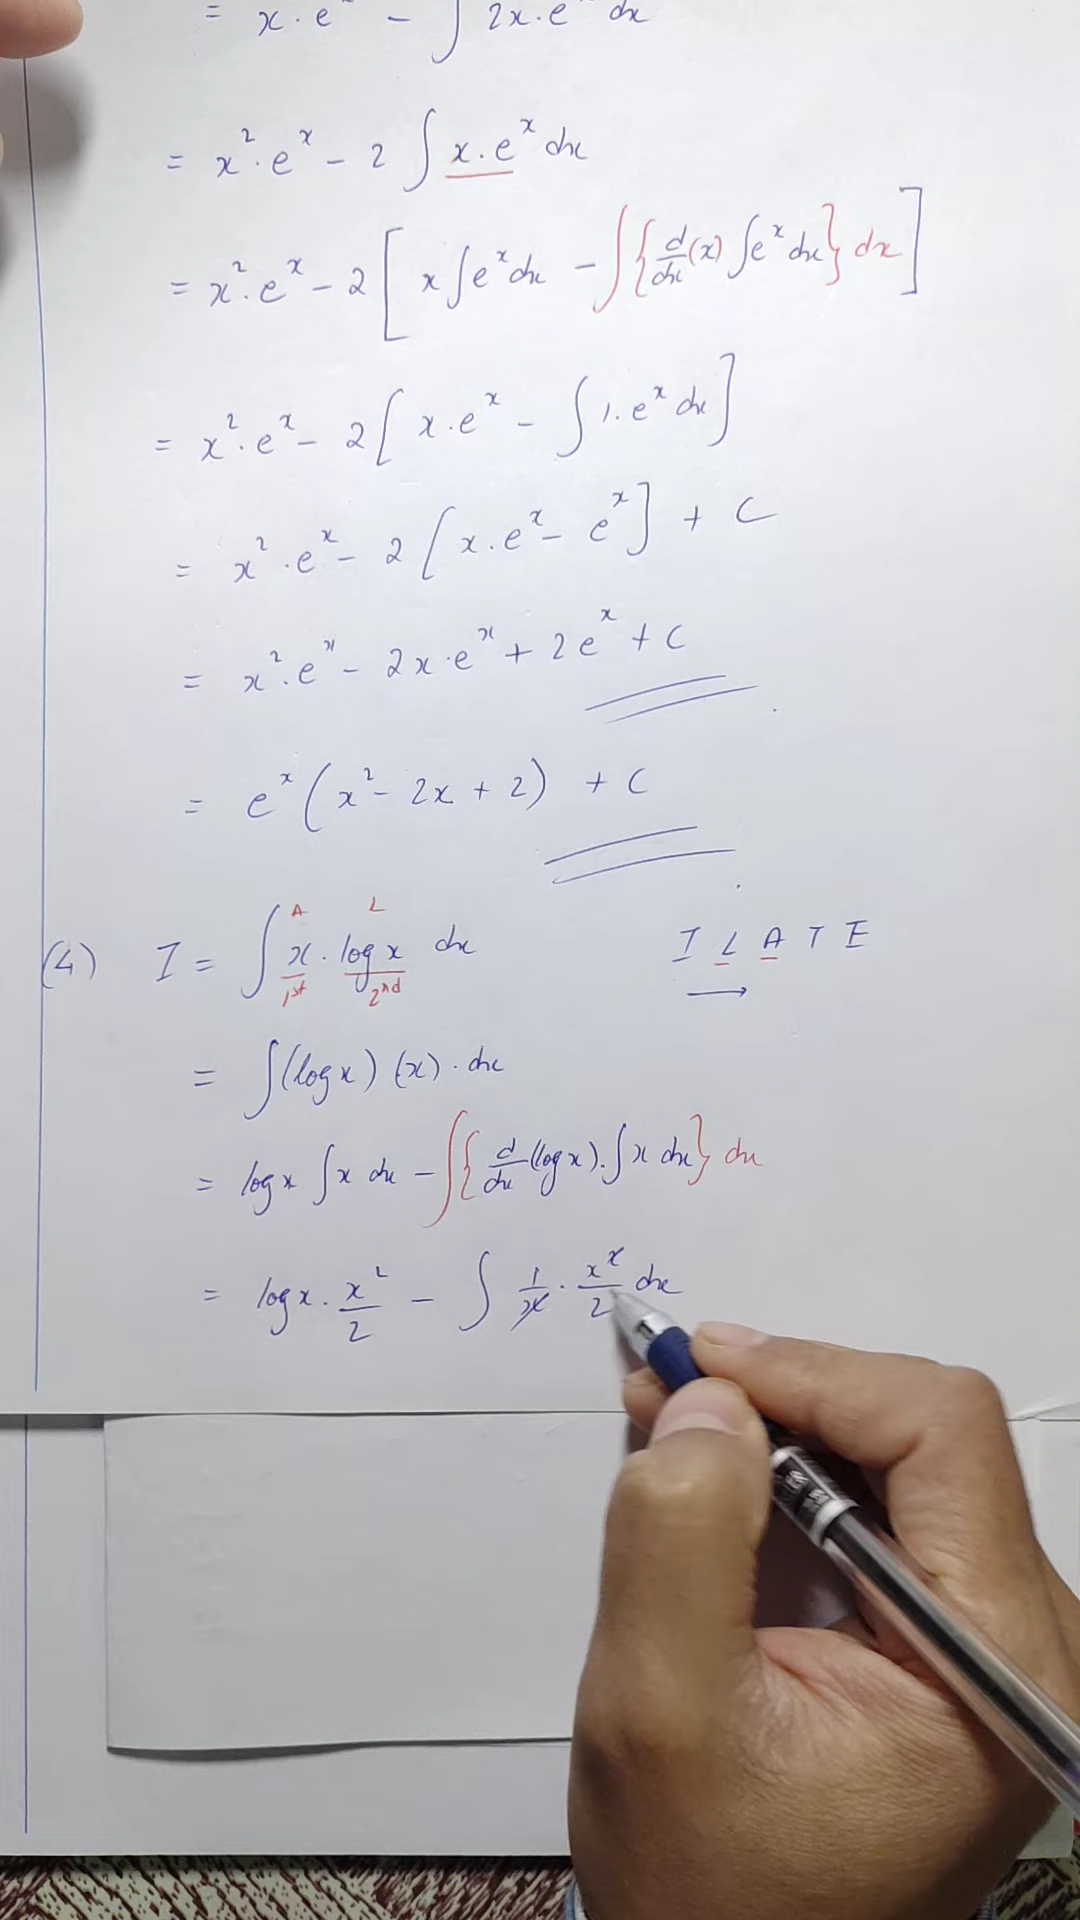 = x · e^x - ∫ 2x · e^x dx
= x² · e^x - 2 ∫ x . e^x dx
= x² · e^x - 2 [ x ∫ e^x dx - ∫ { d/dx (x) ∫ e^x dx } dx ]
= x² · e^x - 2 [ x . e^x - ∫ 1 . e^x dx ]
= x² · e^x - 2 [ x . e^x - e^x ] + C
= x² · e^x - 2x · e^x + 2e^x + C
= e^x ( x² - 2x + 2 ) + C
A L
(4) I = ∫ x · log x dx I L A T E
1st 2nd
= ∫ (log x) (x) · dx
= log x ∫ x dx - ∫ { d/dx (log x) . ∫ x dx } dx
= log x . x²/2 - ∫ 1/x · x²/2 dx